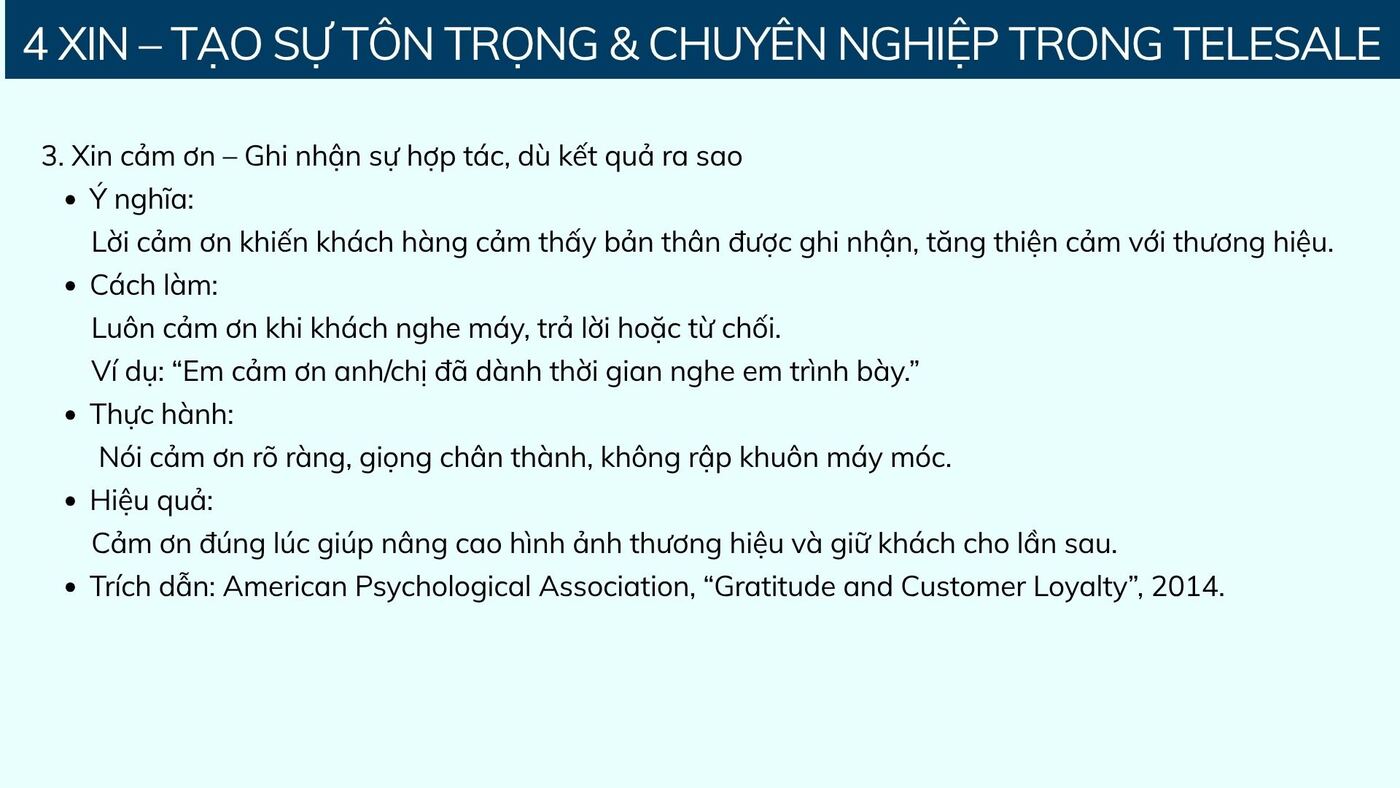 4 XIN – TẠO SỰ TÔN TRỌNG & CHUYÊN NGHIỆP TRONG TELESALE
3. Xin cảm ơn – Ghi nhận sự hợp tác, dù kết quả ra sao
• Ý nghĩa:
Lời cảm ơn khiến khách hàng cảm thấy bản thân được ghi nhận, tăng thiện cảm với thương hiệu.
• Cách làm:
Luôn cảm ơn khi khách nghe máy, trả lời hoặc từ chối.
Ví dụ: “Em cảm ơn anh/chị đã dành thời gian nghe em trình bày.”
• Thực hành:
Nói cảm ơn rõ ràng, giọng chân thành, không rập khuôn máy móc.
• Hiệu quả:
Cảm ơn đúng lúc giúp nâng cao hình ảnh thương hiệu và giữ khách cho lần sau.
• Trích dẫn: American Psychological Association, “Gratitude and Customer Loyalty”, 2014.